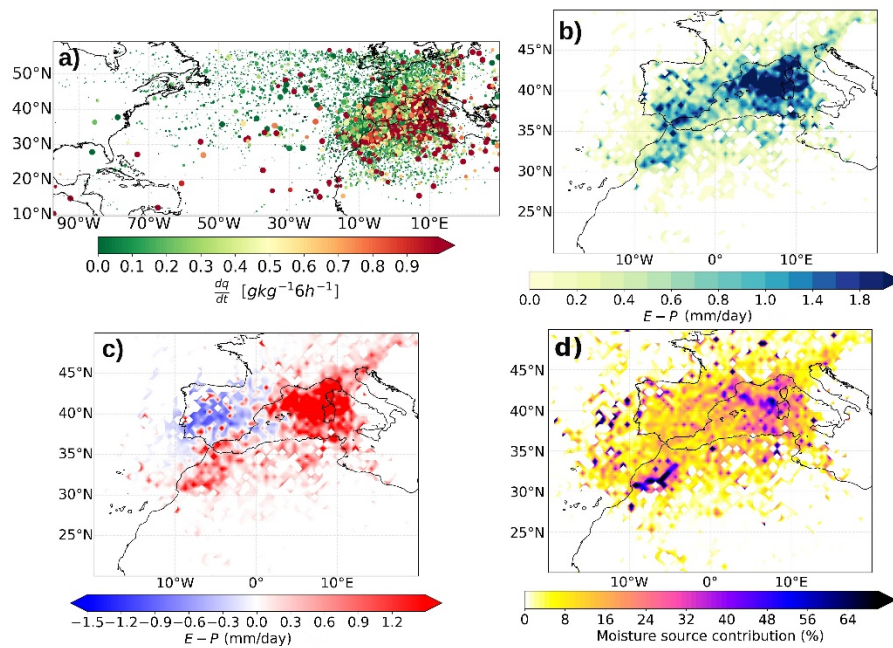 a)
50°N
40°N
30°N
20°N
10°N
90°W 70°W 50°W 30°W 10°W 10°E
0.0 0.1 0.2 0.3 0.4 0.5 0.6 0.7 0.8 0.9
dq/dt [gkg⁻¹6h⁻¹]
b)
45°N
40°N
35°N
30°N
25°N
10°W 0° 10°E
0.0 0.2 0.4 0.6 0.8 1.0 1.4 1.8
E − P (mm/day)
c)
45°N
40°N
35°N
30°N
25°N
10°W 0° 10°E
−1.5 −1.2 −0.9 −0.6 −0.3 0.0 0.3 0.6 0.9 1.2
E − P (mm/day)
d)
45°N
40°N
35°N
30°N
25°N
10°W 0° 10°E
0 8 16 24 32 40 48 56 64
Moisture source contribution (%)